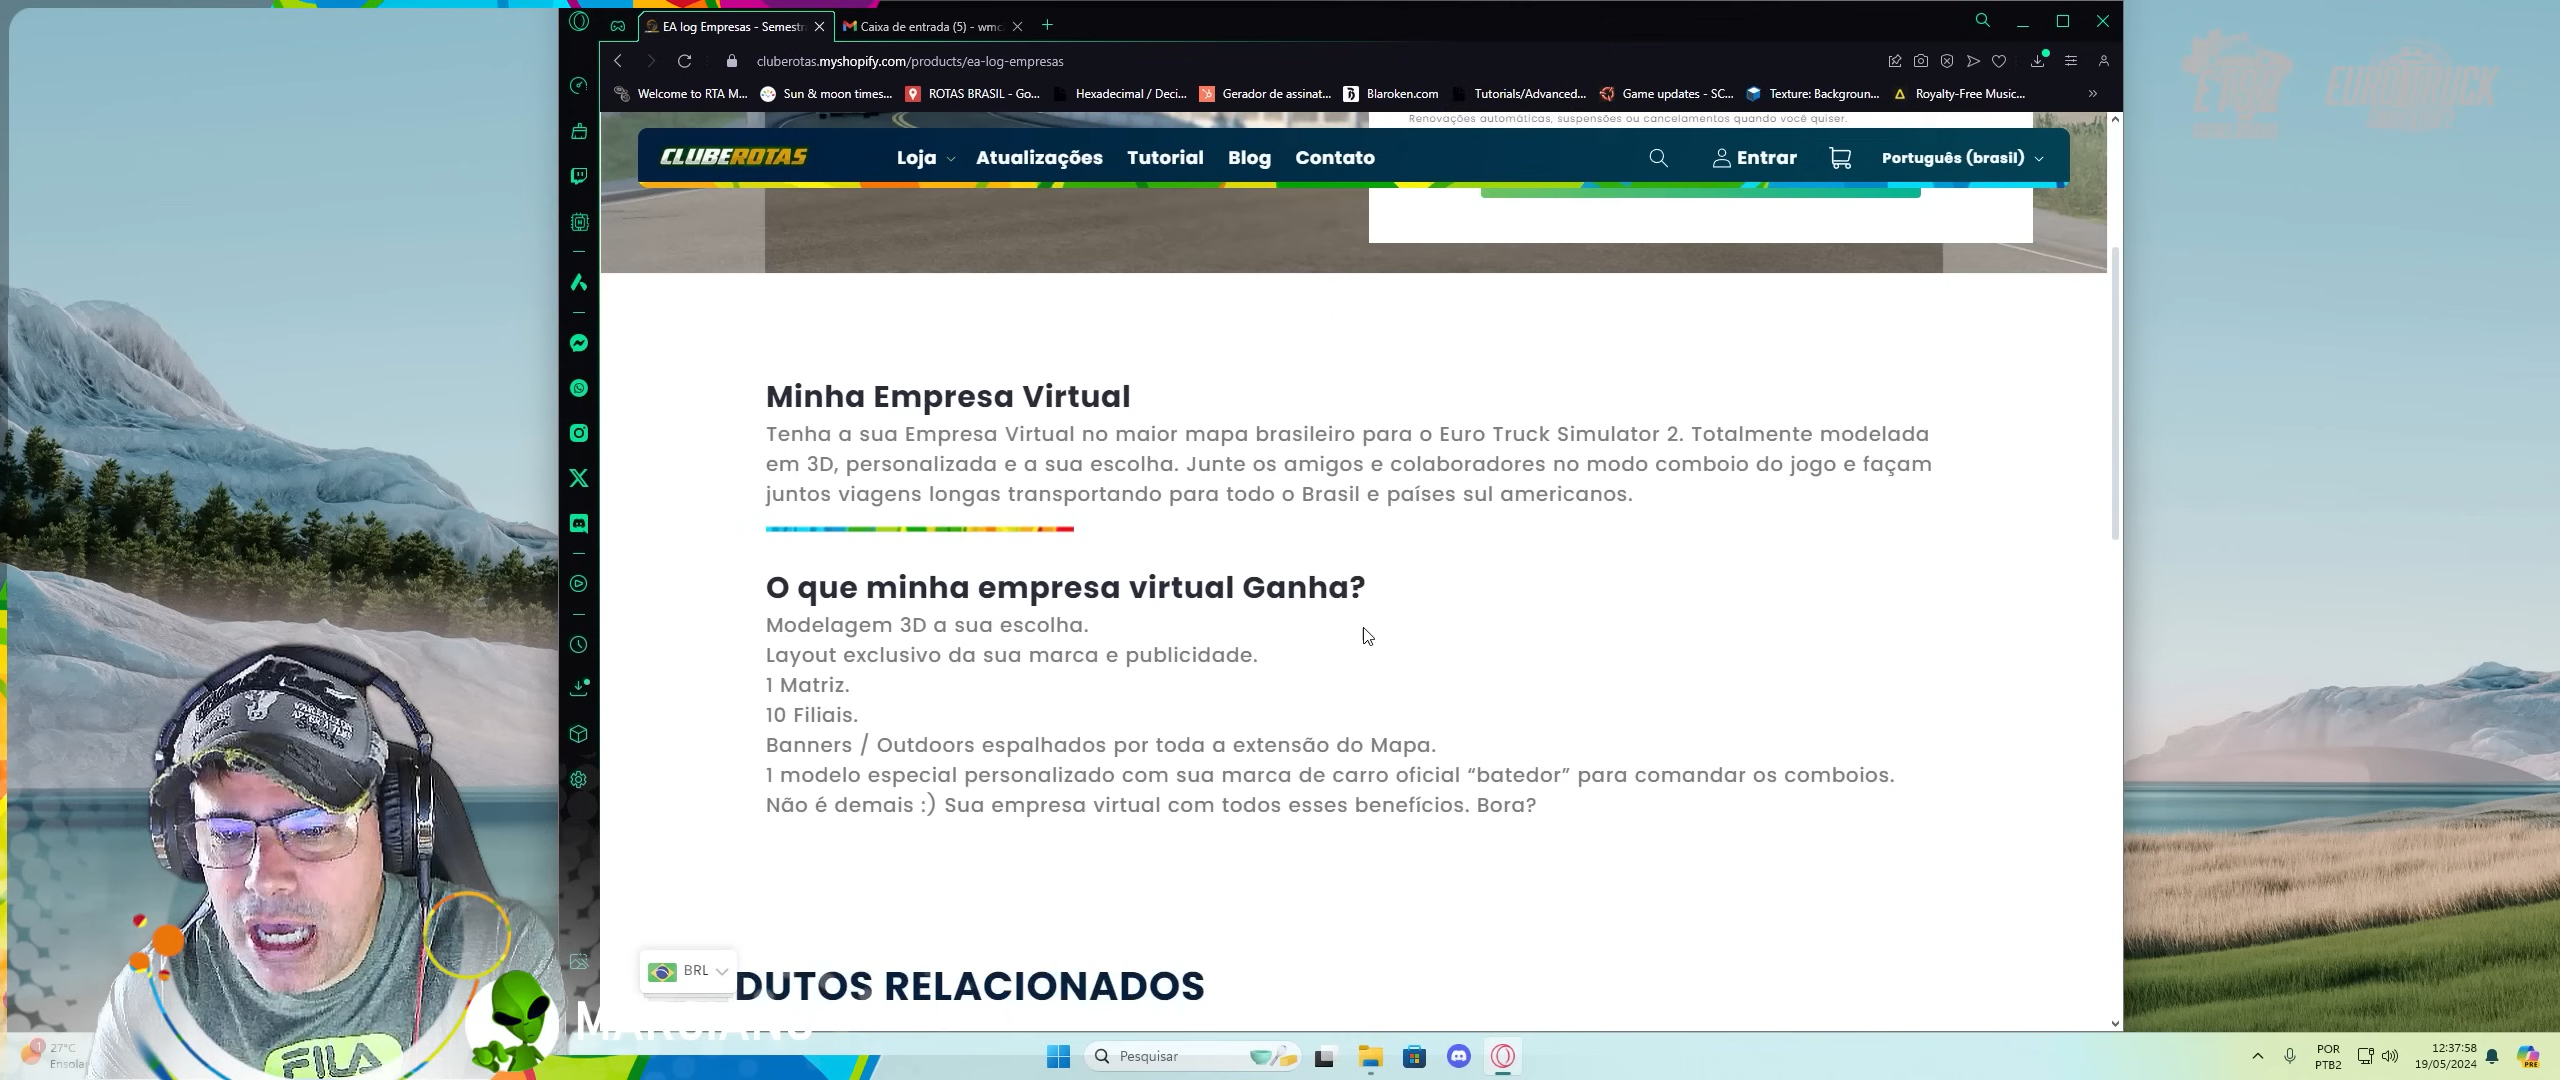 EA log Empresas - Semestr
Caixa de entrada (5) - wmc
cluberotas.myshopify.com/products/ea-log-empresas
Welcome to RTA M...
Sun & moon times...
ROTAS BRASIL - Go...
Hexadecimal / Deci...
Gerador de assinat...
Blaroken.com
Tutorials/Advanced...
Game updates - SC...
Texture: Backgroun...
Royalty-Free Music...
Renovações automáticas, suspensões ou cancelamentos quando você quiser.
CLUBEROTAS
Loja
Atualizações
Tutorial
Blog
Contato
Entrar
Português (brasil)
Minha Empresa Virtual
Tenha a sua Empresa Virtual no maior mapa brasileiro para o Euro Truck Simulator 2. Totalmente modelada
em 3D, personalizada e a sua escolha. Junte os amigos e colaboradores no modo comboio do jogo e façam
juntos viagens longas transportando para todo o Brasil e países sul americanos.
O que minha empresa virtual Ganha?
Modelagem 3D a sua escolha.
Layout exclusivo da sua marca e publicidade.
1 Matriz.
10 Filiais.
Banners / Outdoors espalhados por toda a extensão do Mapa.
1 modelo especial personalizado com sua marca de carro oficial “batedor” para comandar os comboios.
Não é demais :) Sua empresa virtual com todos esses benefícios. Bora?
BRL
DUTOS RELACIONADOS
FILA
1
27°C
Ensola
Pesquisar
POR
PTB2
12:37:58
19/05/2024
PRE